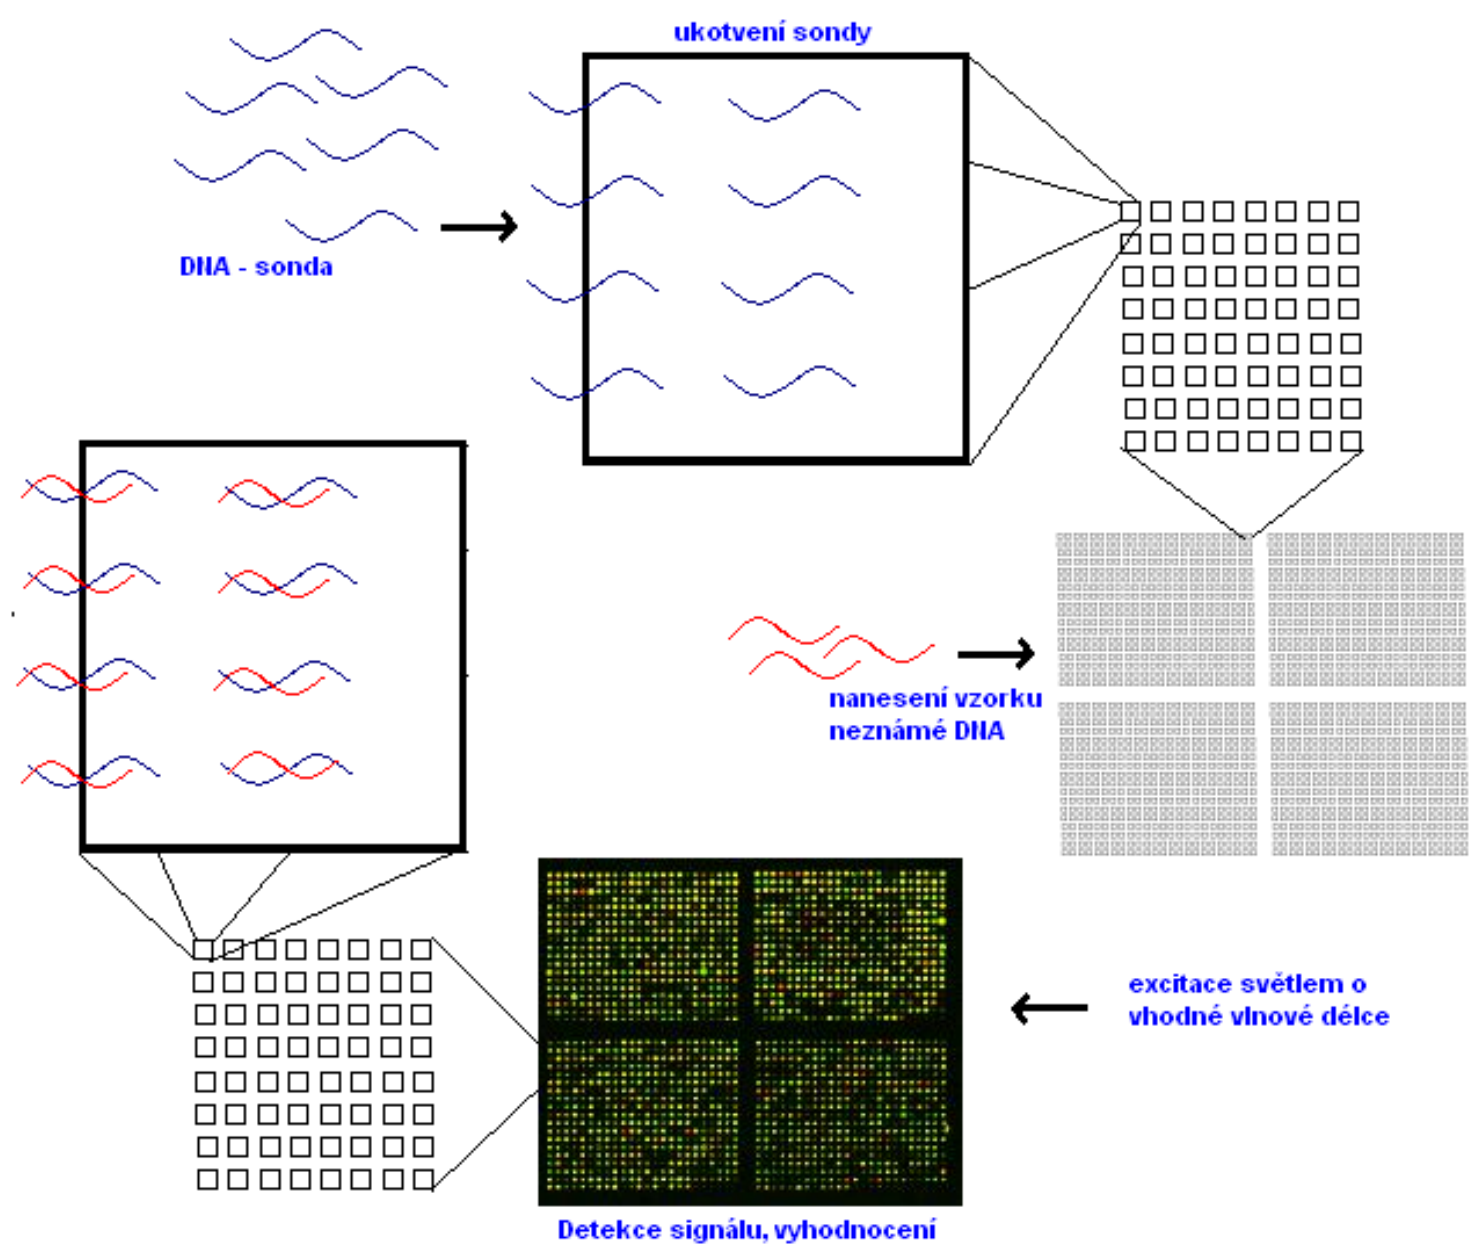 ukotvení sondy
DNA - sonda
nanesení vzorku
neznámé DNA
excitace světlem o
vhodné vlnové délce
Detekce signálu, vyhodnocení